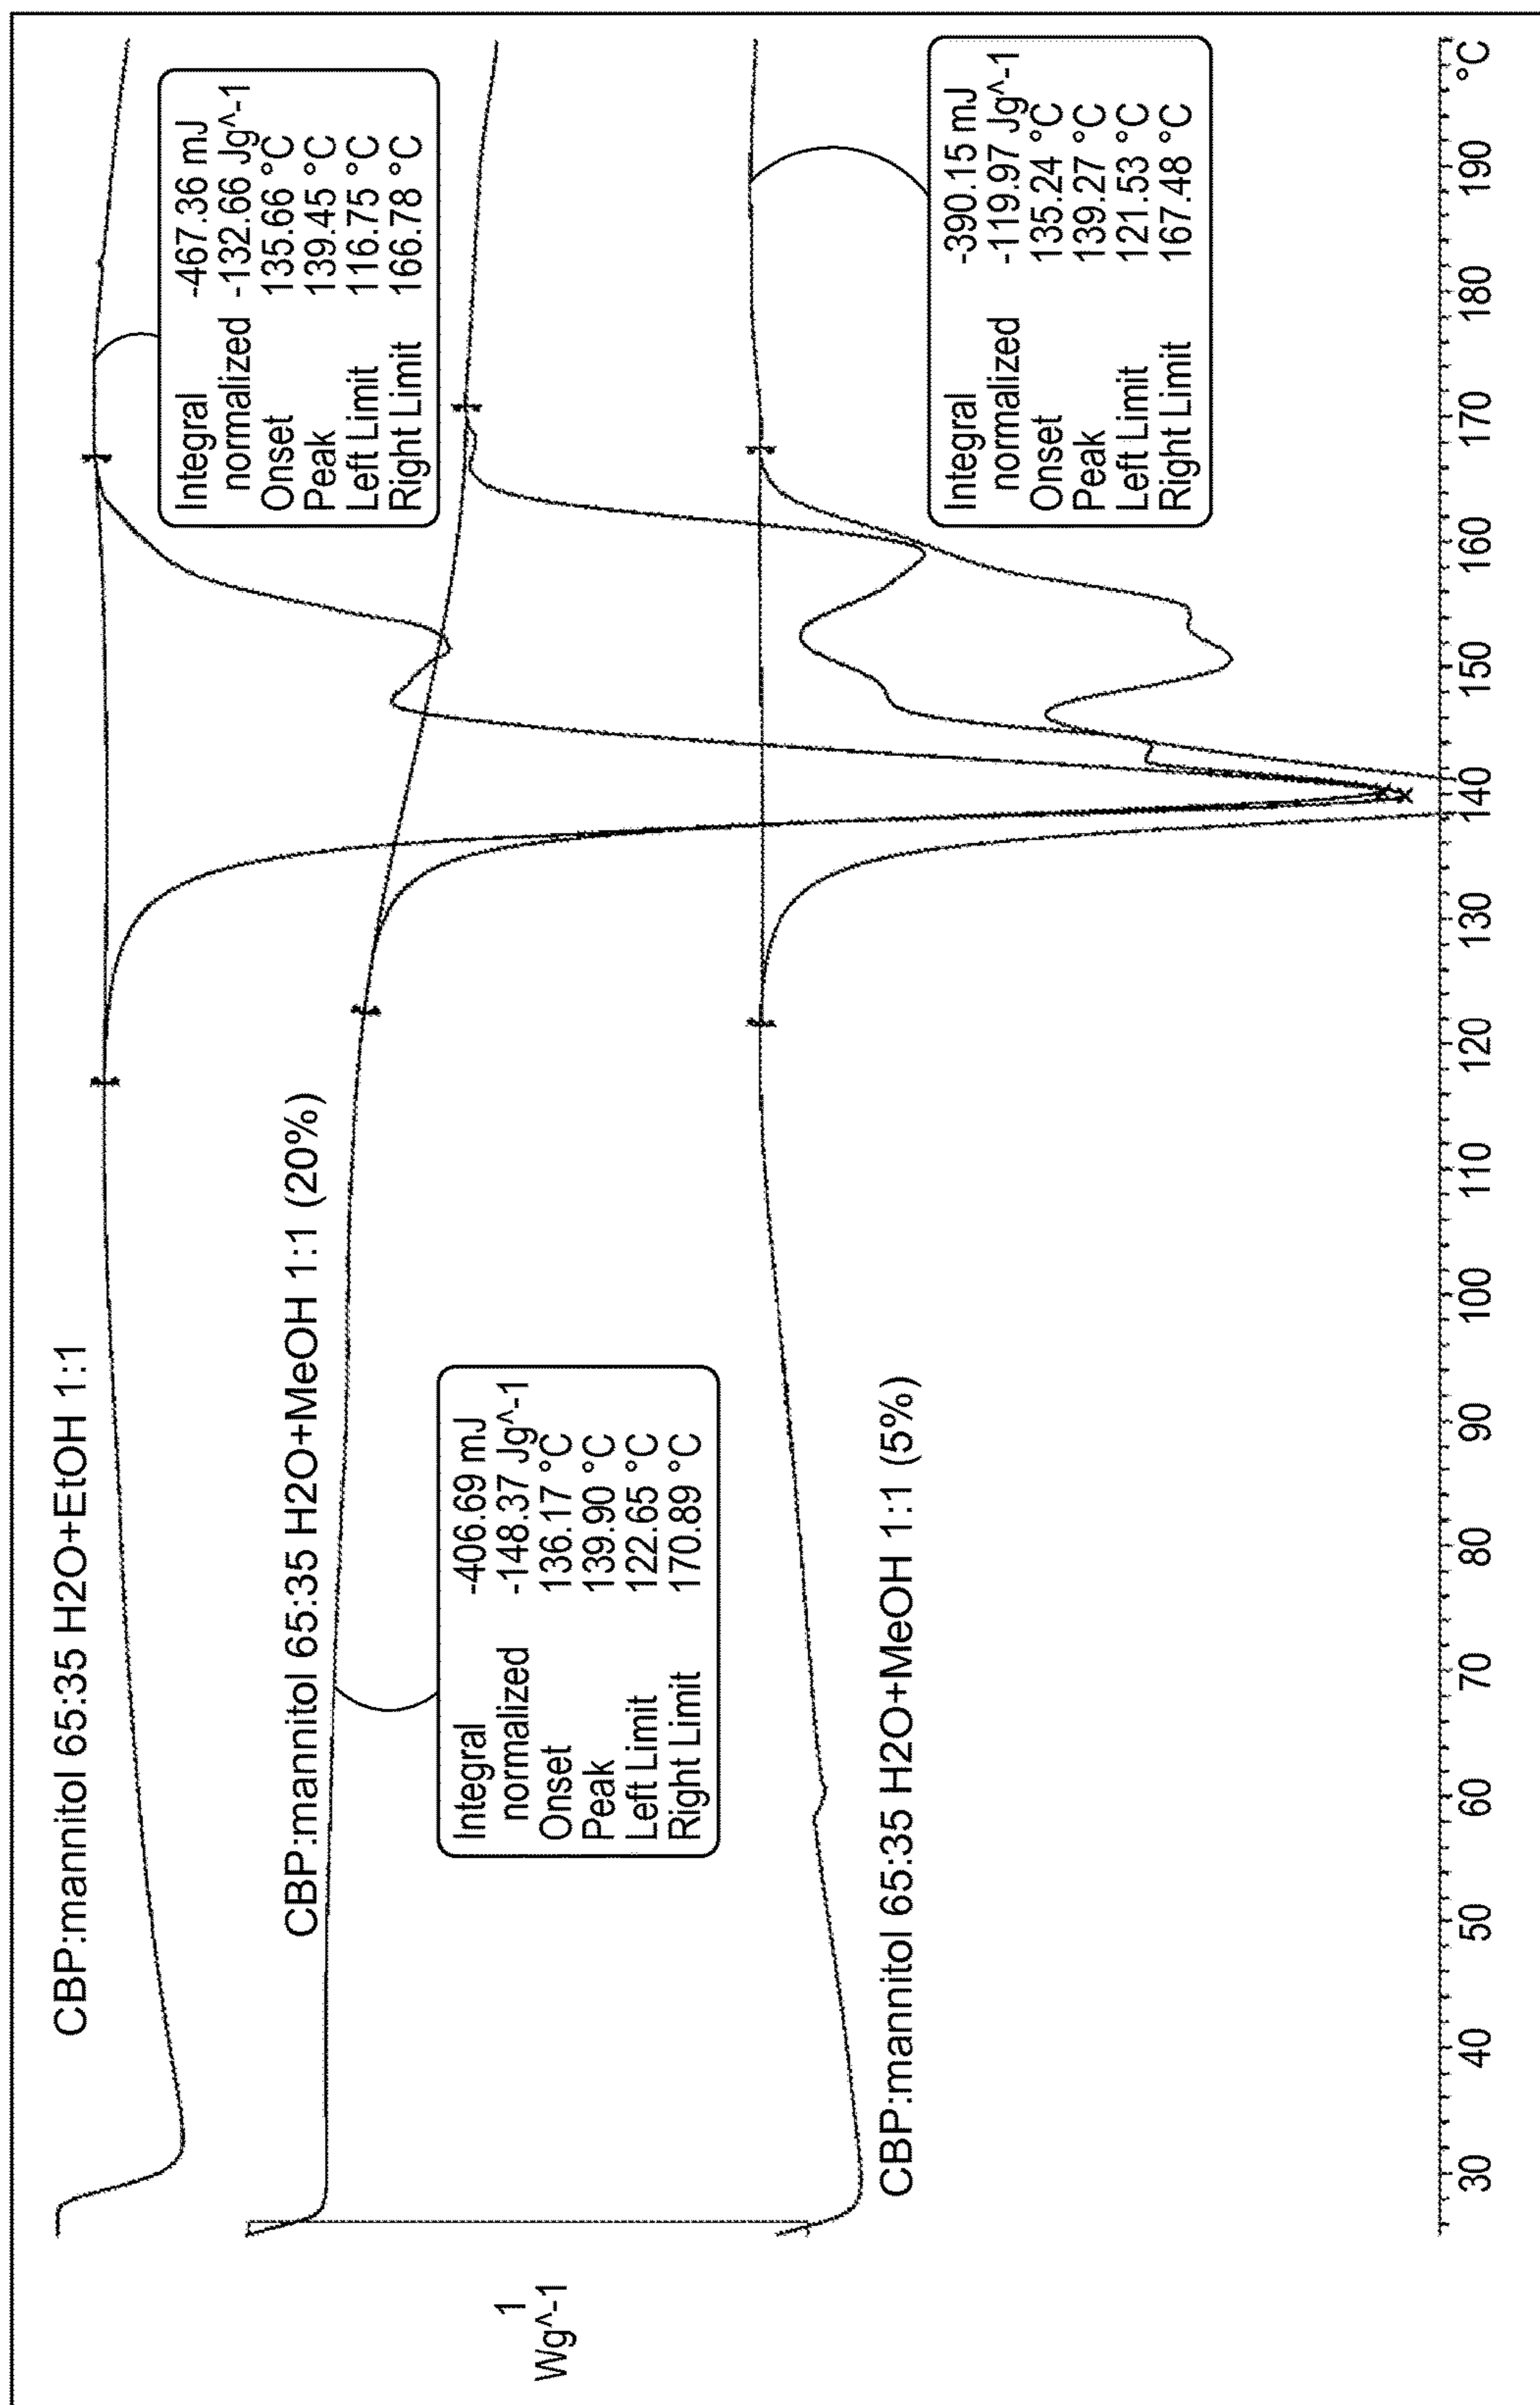 CBP:mannitol 65:35 H2O+EtOH 1:1
Integral -467.36 mJ
normalized -132.66 Jg^-1
Onset 135.66 °C
Peak 139.45 °C
Left Limit 116.75 °C
Right Limit 166.78 °C
CBP:mannitol 65:35 H2O+MeOH 1:1 (20%)
Integral -406.69 mJ
normalized -148.37 Jg^-1
Onset 136.17 °C
Peak 139.90 °C
Left Limit 122.65 °C
Right Limit 170.89 °C
1
Wg^-1
CBP:mannitol 65:35 H2O+MeOH 1:1 (5%)
Integral -390.15 mJ
normalized -119.97 Jg^-1
Onset 135.24 °C
Peak 139.27 °C
Left Limit 121.53 °C
Right Limit 167.48 °C
30 40 50 60 70 80 90 100 110 120 130 140 150 160 170 180 190 °C